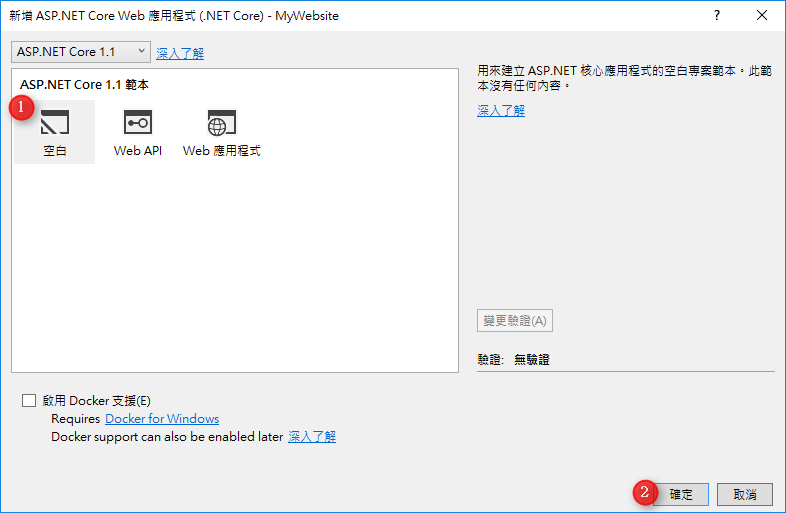 新增 ASP.NET Core Web 應用程式 (.NET Core) - MyWebsite
?
ASP.NET Core 1.1 深入了解
ASP.NET Core 1.1 範本
1
空白
Web API
Web 應用程式
用來建立 ASP.NET 核心應用程式的空白專案範本。此範
本沒有任何內容。
深入了解
變更驗證(A)
驗證: 無驗證
啟用 Docker 支援(E)
Requires Docker for Windows
Docker support can also be enabled later 深入了解
2
確定
取消